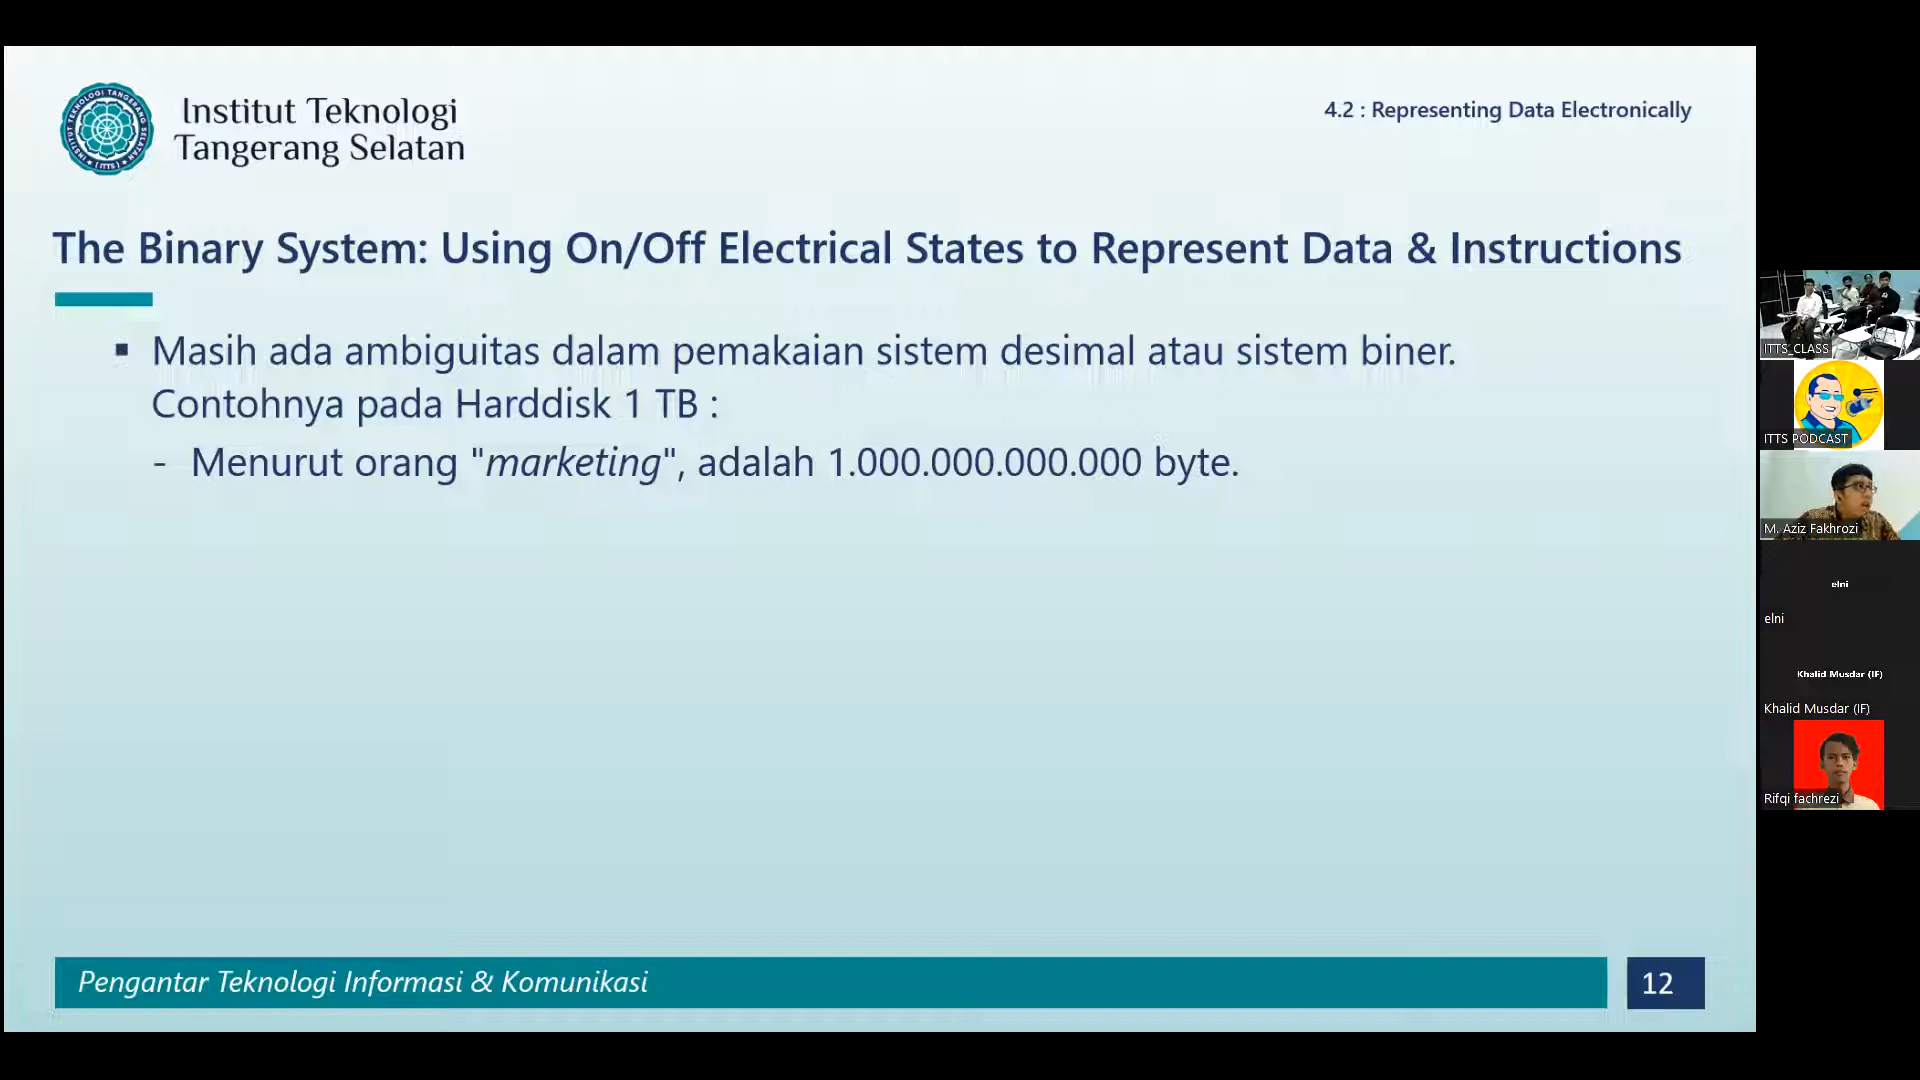 Institut Teknologi
Tangerang Selatan
4.2 : Representing Data Electronically
The Binary System: Using On/Off Electrical States to Represent Data & Instructions
▪ Masih ada ambiguitas dalam pemakaian sistem desimal atau sistem biner.
Contohnya pada Harddisk 1 TB :
- Menurut orang "marketing", adalah 1.000.000.000.000 byte.
Pengantar Teknologi Informasi & Komunikasi
12
ITTS_CLASS
ITTS PODCAST
M. Aziz Fakhrozi
elni
elni
Khalid Musdar (IF)
Khalid Musdar (IF)
Rifqi fachrezi